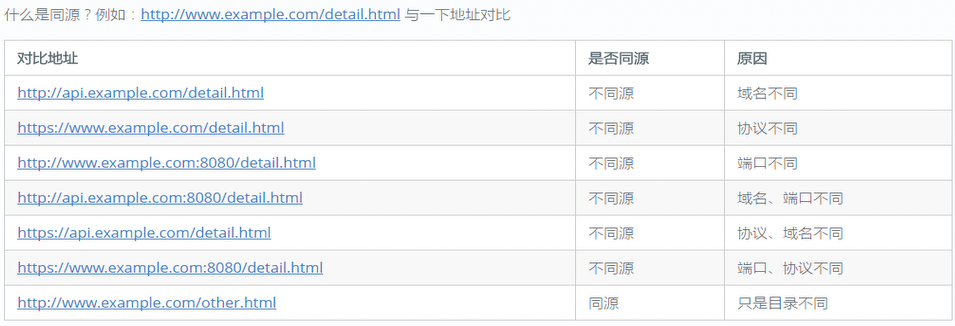 什么是同源？例如：http://www.example.com/detail.html 与一下地址对比
对比地址 是否同源 原因
http://api.example.com/detail.html 不同源 域名不同
https://www.example.com/detail.html 不同源 协议不同
http://www.example.com:8080/detail.html 不同源 端口不同
http://api.example.com:8080/detail.html 不同源 域名、端口不同
https://api.example.com/detail.html 不同源 协议、域名不同
https://www.example.com:8080/detail.html 不同源 端口、协议不同
http://www.example.com/other.html 同源 只是目录不同